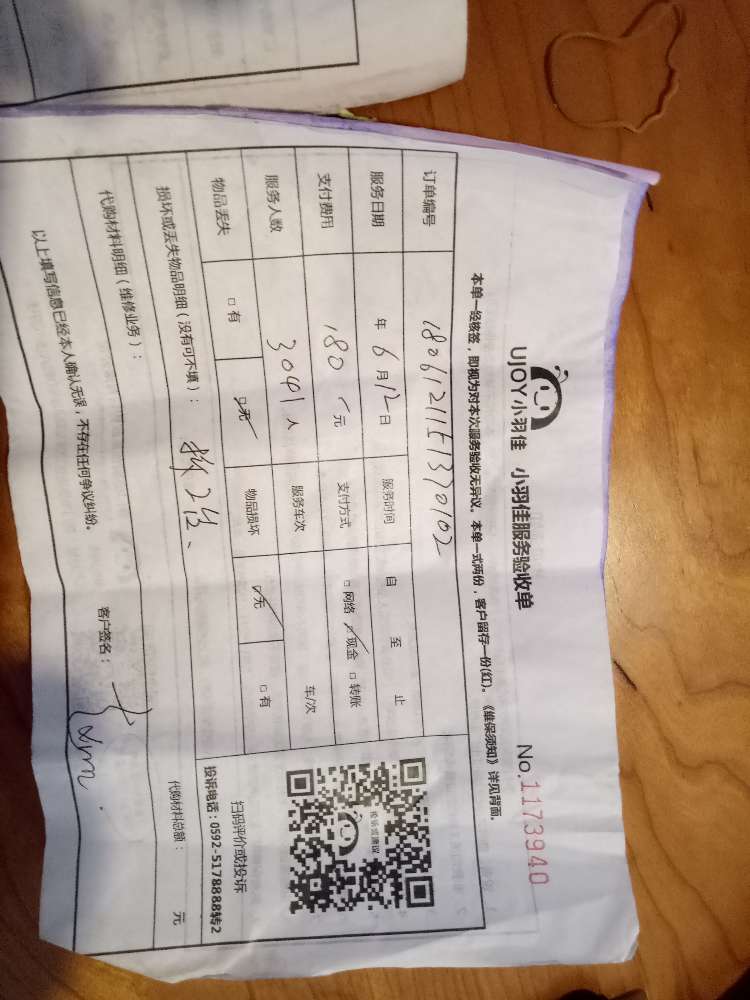 UJOY小羽佳 小羽佳服务验收单 No.1173940
本单一经核签，即视为对本次服务验收无异议。本单一式两份，客户留存一份(红)。《维保须知》详见背面。
订单编号 1806121151370102
服务日期 年 6 月 12 日 服务时间 自 至 止
支付费用 180 元 支付方式 □ 网络 ☑ 现金 □ 转账
服务人数 3041 人 服务车次 车/次
物品丢失 □ 有 ☑ 无 物品损坏 ☑ 无 □ 有
投诉或建议
扫码评价或投诉
投诉电话：0592-5178888转2
损坏或丢失物品明细（没有可不填）：
代购材料明细（维修业务）： 代购材料总额： 元
以上填写信息已经本人确认无误，不存在任何争议纠纷。 客户签名：